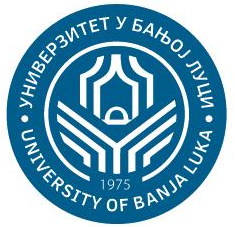 УНИВЕРЗИТЕТ У БАЊОЈ ЛУЦИ
1975
UNIVERSITY OF BANJA LUKA